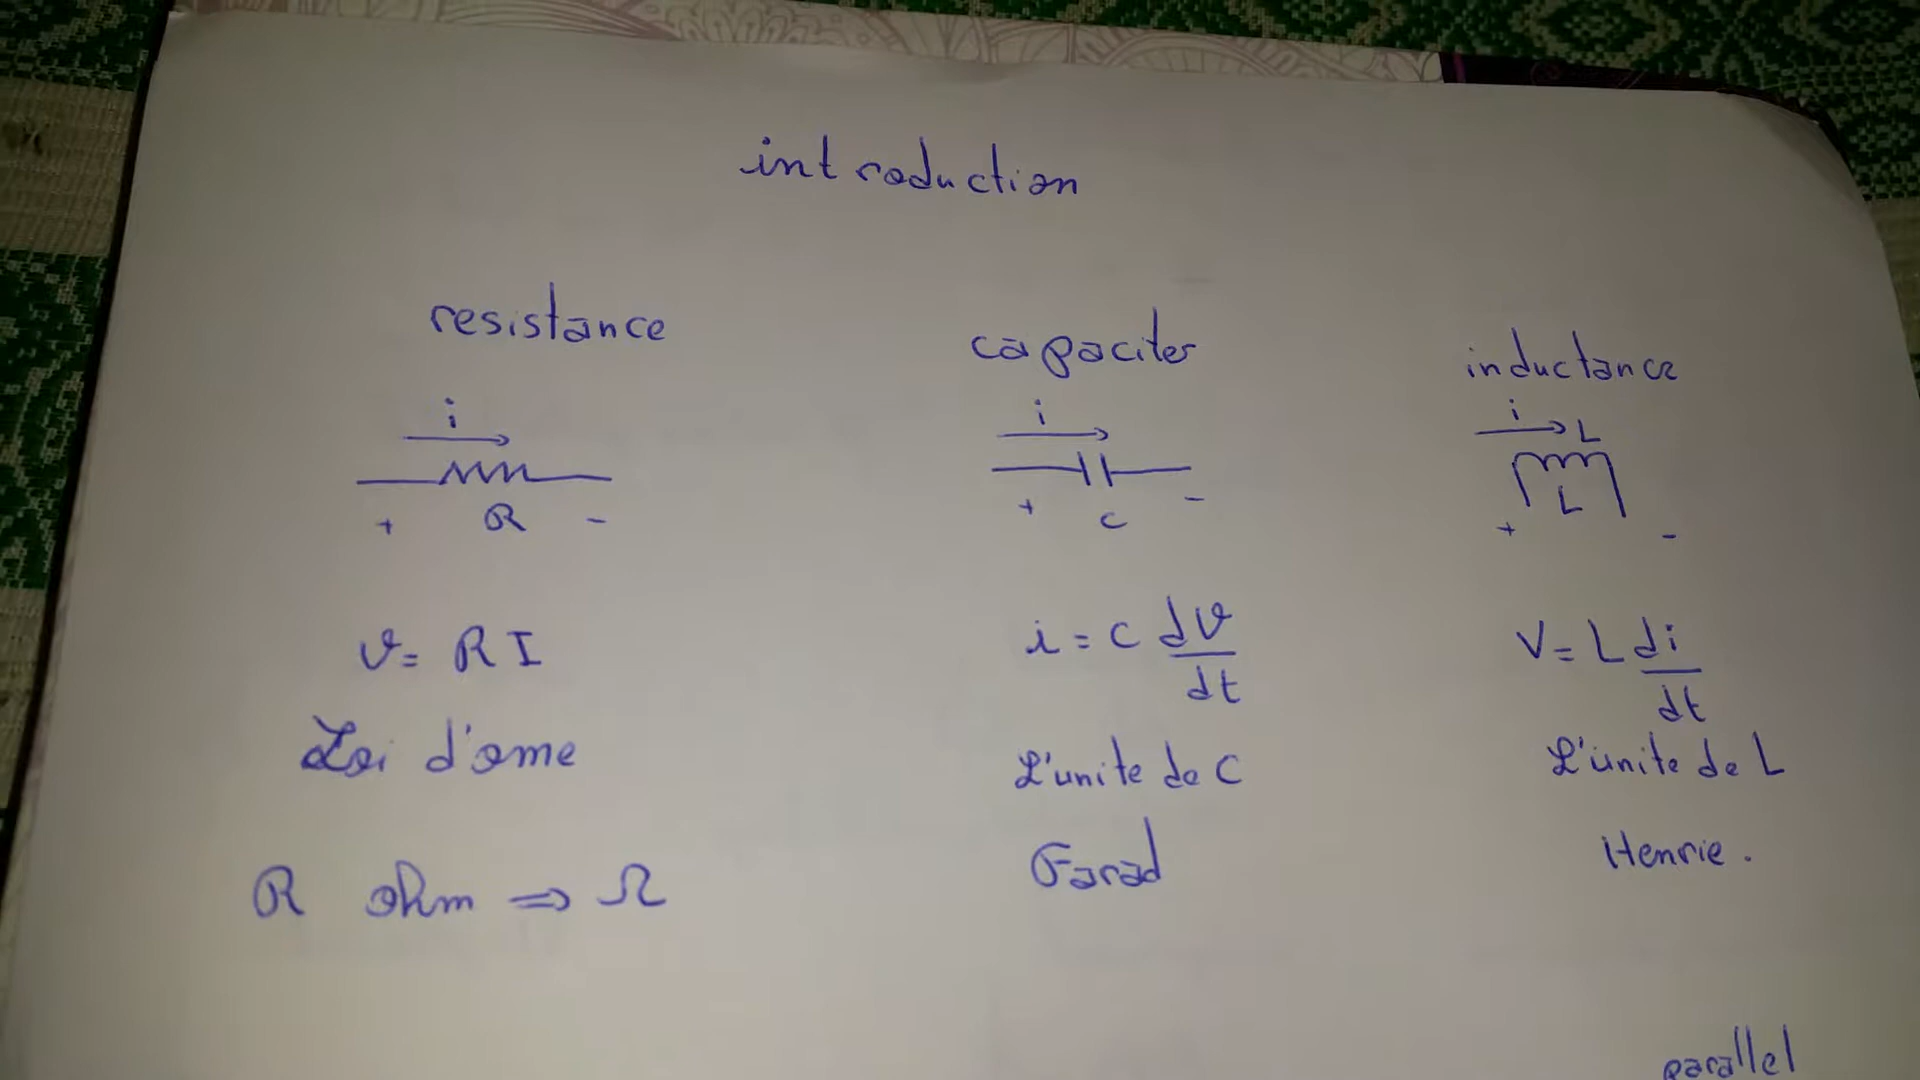 introduction
resistance
i
+ R -
v = R I
Loi d'ome
R ohm ⇒ Ω
capaciter
i
+ C -
i = C dv/dt
L'unite de C
Farad
inductance
i L
L
+ -
V = L di/dt
L'unite de L
Henrie.
parallel